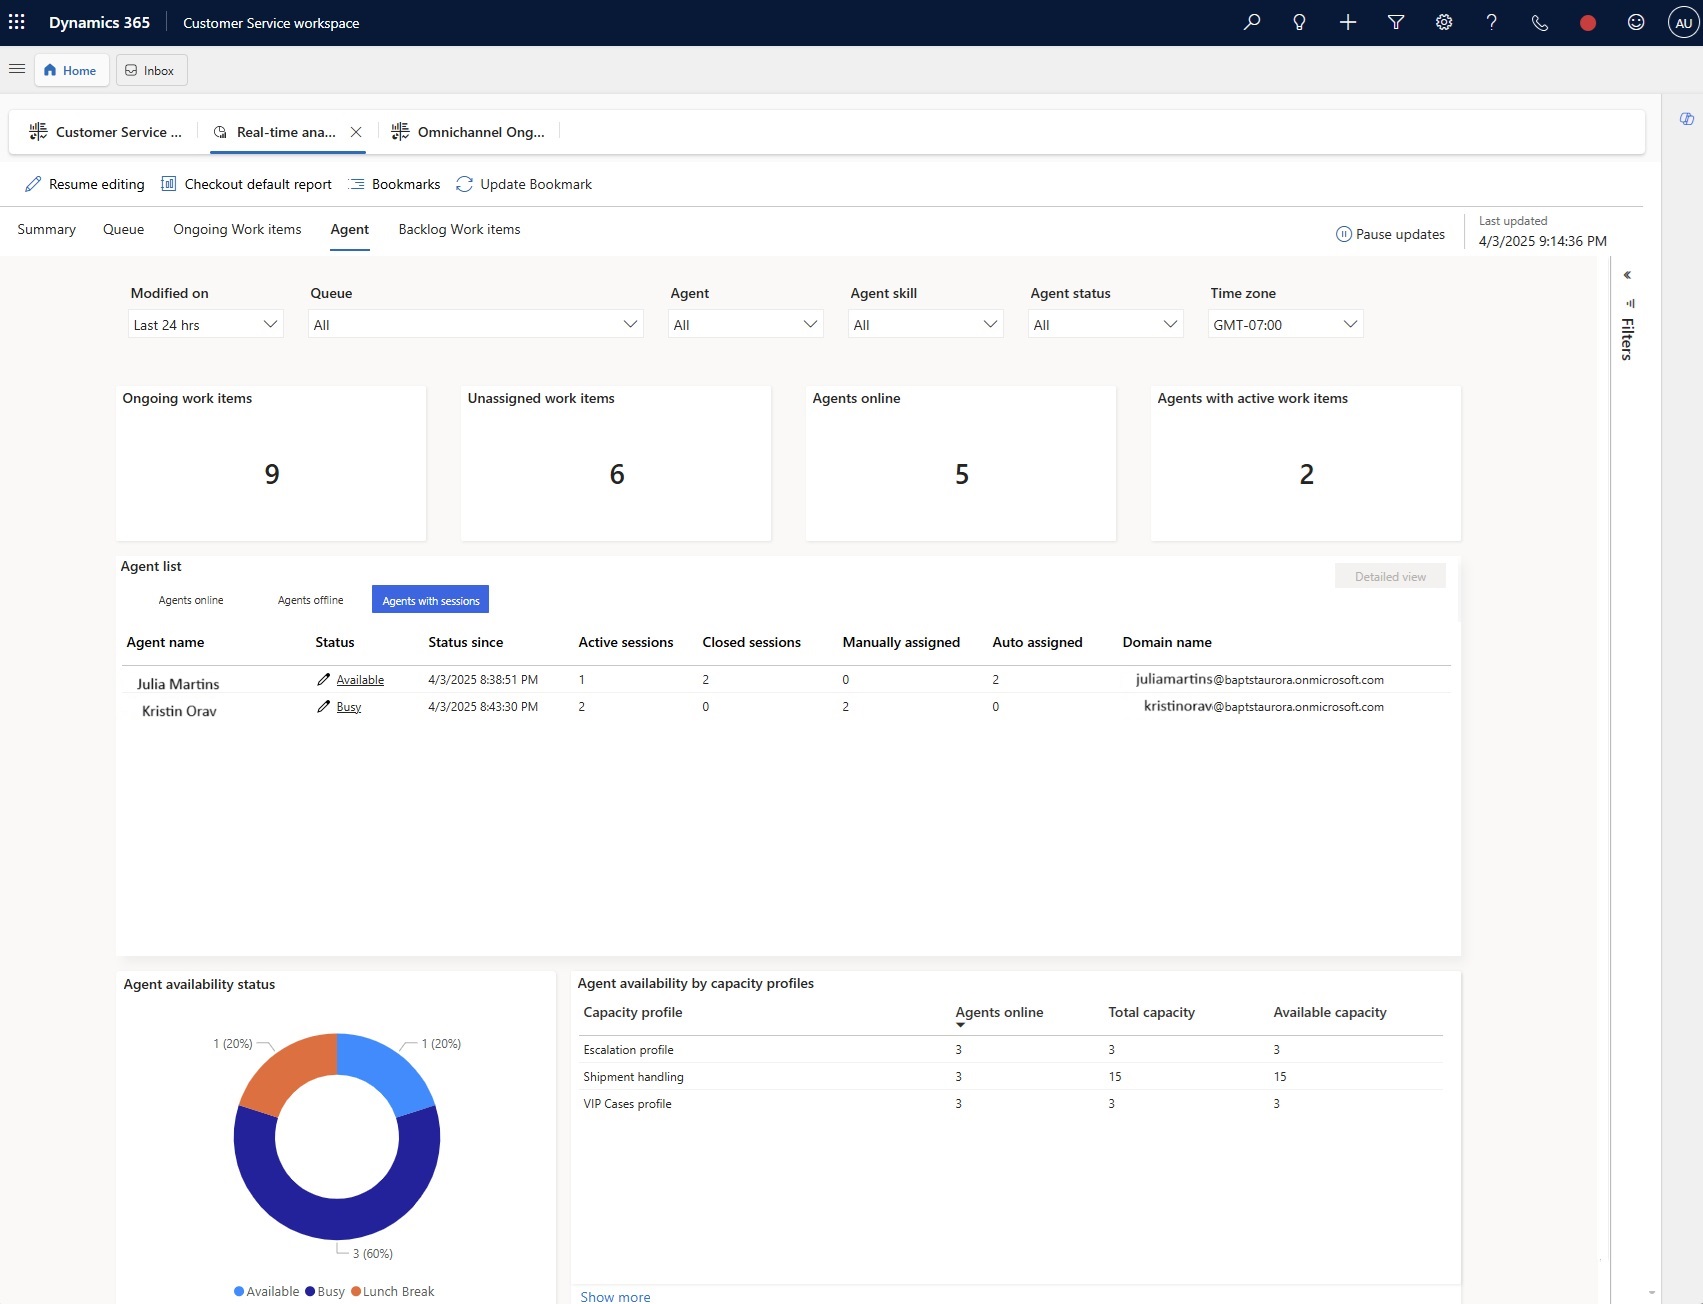 Dynamics 365 Customer Service workspace AU
Home Inbox
Customer Service ... Real-time ana... Omnichannel Ong...
Resume editing Checkout default report Bookmarks Update Bookmark
Summary Queue Ongoing Work items Agent Backlog Work items Pause updates
Last updated
4/3/2025 9:14:36 PM
Filters
Modified on Queue Agent Agent skill Agent status Time zone
Last 24 hrs All All All All GMT-07:00
Ongoing work items Unassigned work items Agents online Agents with active work items
9 6 5 2
Agent list
Detailed view
Agents online Agents offline Agents with sessions
Agent name Status Status since Active sessions Closed sessions Manually assigned Auto assigned Domain name
Julia Martins Available 4/3/2025 8:38:51 PM 1 2 0 2 juliamartins@baptstaurora.onmicrosoft.com
Kristin Orav Busy 4/3/2025 8:43:30 PM 2 0 2 0 kristinorav@baptstaurora.onmicrosoft.com
Agent availability status
1 (20%) 1 (20%)
3 (60%)
Available Busy Lunch Break
Agent availability by capacity profiles
Capacity profile Agents online Total capacity Available capacity
Escalation profile 3 3 3
Shipment handling 3 15 15
VIP Cases profile 3 3 3
Show more